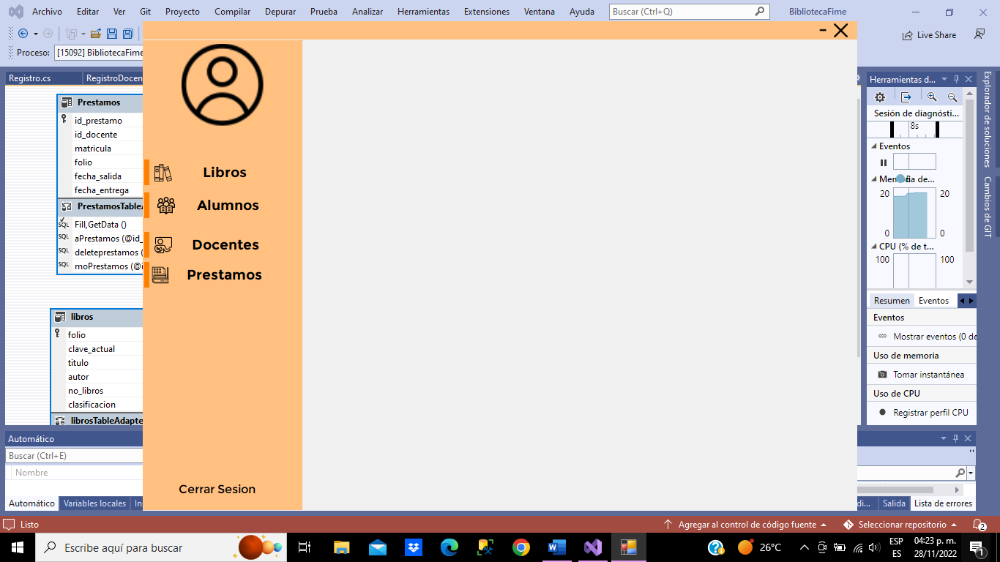 Archivo Editar Ver Git Proyecto Compilar Depurar Prueba Analizar Herramientas Extensiones Ventana Ayuda Buscar (Ctrl+Q) BibliotecaFime
Live Share
Proceso: [15092] BibliotecaFime
Registro.cs RegistroDocen
Prestamos
id_prestamo
id_docente
matricula
folio
fecha_salida
fecha_entrega
PrestamosTableA
SQL Fill,GetData ()
SQL aPrestamos (@id_
SQL deleteprestamos (
SQL moPrestamos (@i
libros
folio
clave_actual
titulo
autor
no_libros
clasificacion
librosTableAdapte
Libros
Alumnos
Docentes
Prestamos
Cerrar Sesion
Herramientas d...
Sesión de diagnósti...
8s
Eventos
20 20
0 0
CPU (% de t...
100 100
Resumen Eventos
Eventos
Mostrar eventos (0 de
Uso de memoria
Tomar instantánea
Uso de CPU
Registrar perfil CPU
Explorador de soluciones
Cambios de GIT
Automático
Buscar (Ctrl+E)
Nombre
Automático Variables locales In
di... Salida Lista de errores
Listo
Agregar al control de código fuente Seleccionar repositorio 2
Escribe aquí para buscar
26°C
ESP
ES
04:23 p. m.
28/11/2022
1